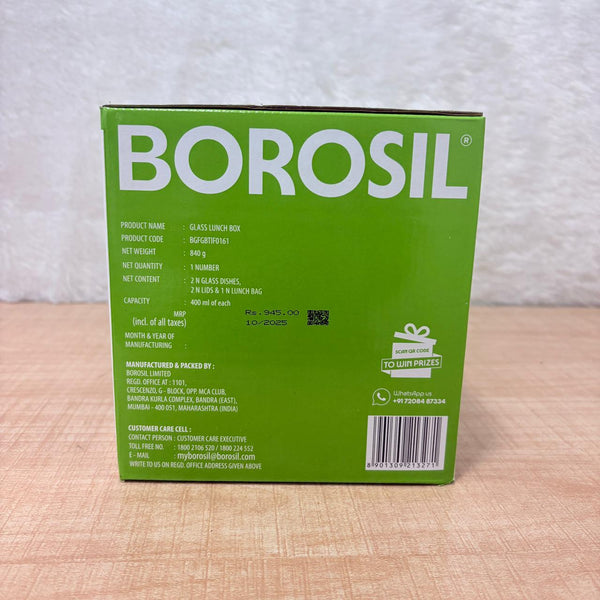 BOROSIL®
PRODUCT NAME : GLASS LUNCH BOX
PRODUCT CODE : BGFGBTIF0161
NET WEIGHT : 840 g
NET QUANTITY : 1 NUMBER
NET CONTENT : 2 N GLASS DISHES,
2 N LIDS & 1 N LUNCH BAG
CAPACITY : 400 ml of each
MRP
(incl. of all taxes) : Rs.945.00
10/2025
MONTH & YEAR OF
MANUFACTURING :
MANUFACTURED & PACKED BY :
BOROSIL LIMITED
REGD. OFFICE AT : 1101,
CRESCENZO, G - BLOCK, OPP. MCA CLUB,
BANDRA KURLA COMPLEX, BANDRA (EAST),
MUMBAI - 400 051, MAHARASHTRA (INDIA)
CUSTOMER CARE CELL :
CONTACT PERSON : CUSTOMER CARE EXECUTIVE
TOLL FREE NO. : 1800 2106 520 / 1800 224 552
E - MAIL : myborosil@borosil.com
WRITE TO US ON REGD. OFFICE ADDRESS GIVEN ABOVE
SCAN QR CODE
TO WIN PRIZES
WhatsApp us
+91 72084 87334
8 901309 213271